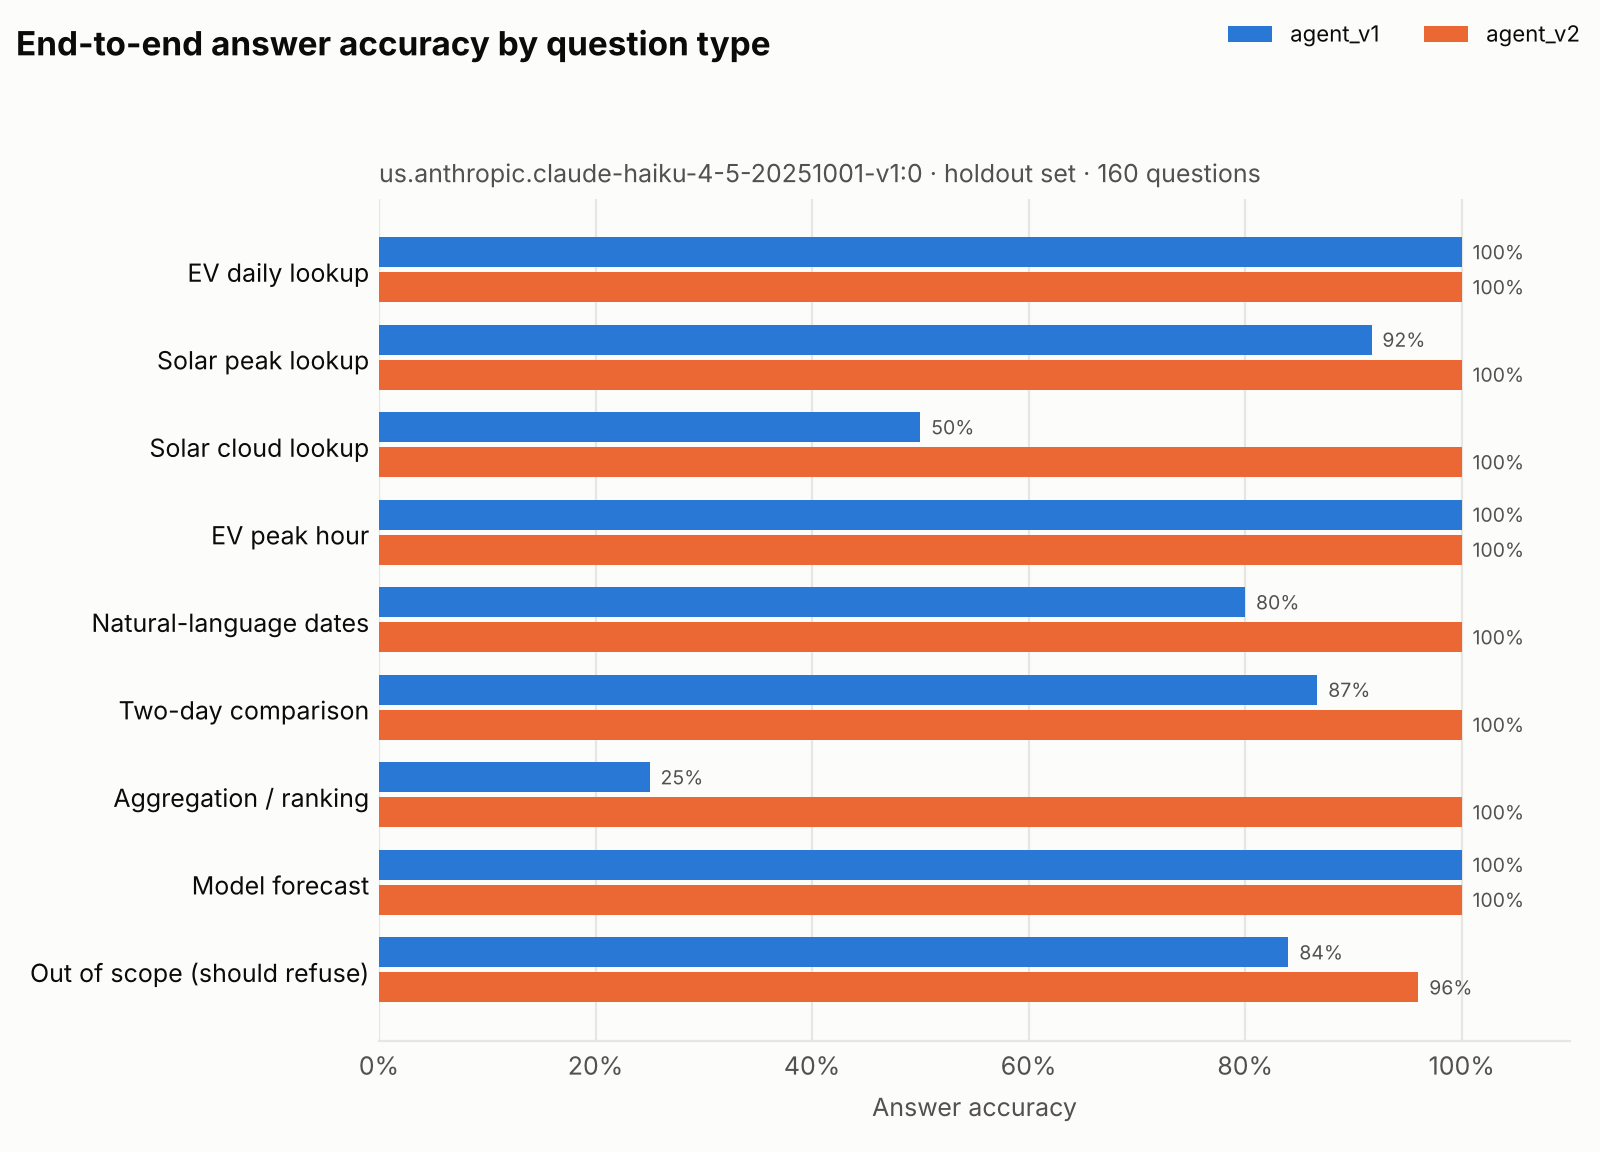 End-to-end answer accuracy by question type
agent_v1
agent_v2
us.anthropic.claude-haiku-4-5-20251001-v1:0 · holdout set · 160 questions
EV daily lookup
100%
100%
Solar peak lookup
92%
100%
Solar cloud lookup
50%
100%
EV peak hour
100%
100%
Natural-language dates
80%
100%
Two-day comparison
87%
100%
Aggregation / ranking
25%
100%
Model forecast
100%
100%
Out of scope (should refuse)
84%
96%
0%
20%
40%
60%
80%
100%
Answer accuracy